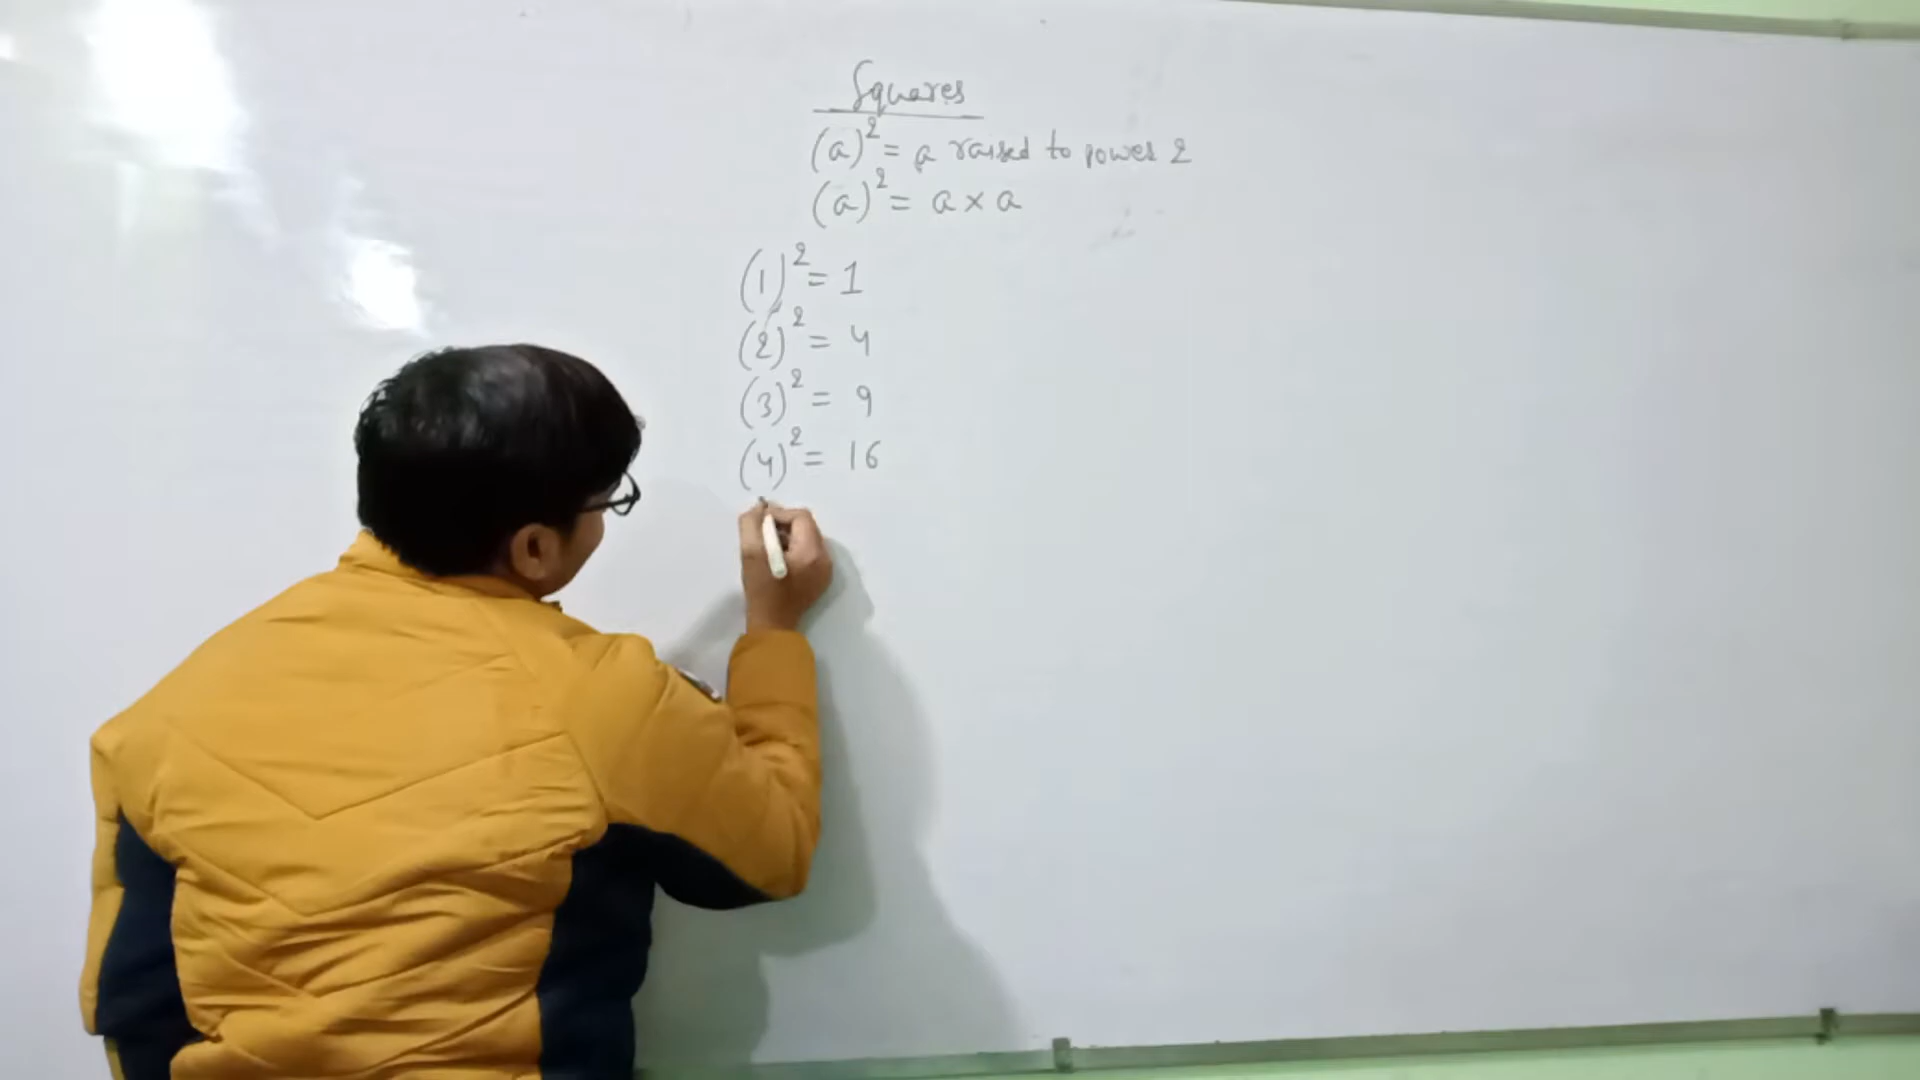 Squares
(a)² = a raised to power 2
(a)² = a × a
(1)² = 1
(2)² = 4
(3)² = 9
(4)² = 16